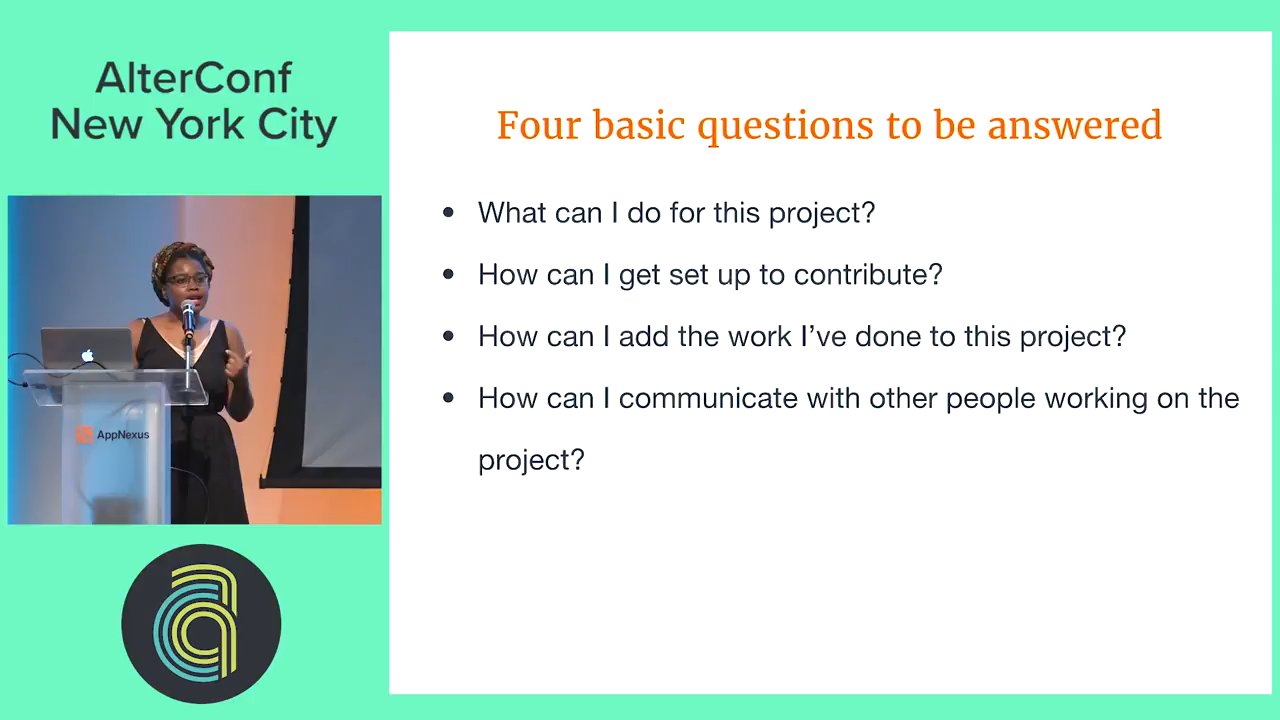 AlterConf
New York City
Four basic questions to be answered
• What can I do for this project?
• How can I get set up to contribute?
• How can I add the work I’ve done to this project?
• How can I communicate with other people working on the
project?
AppNexus